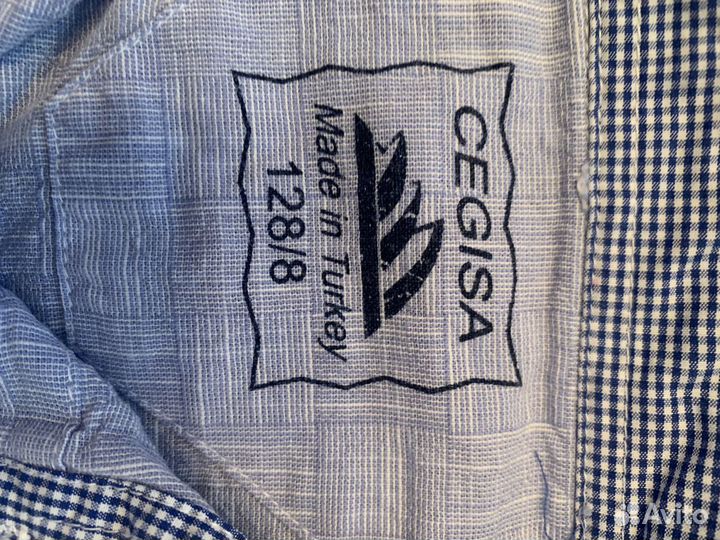 CEGISA
Made in Turkey
128/8
Avito